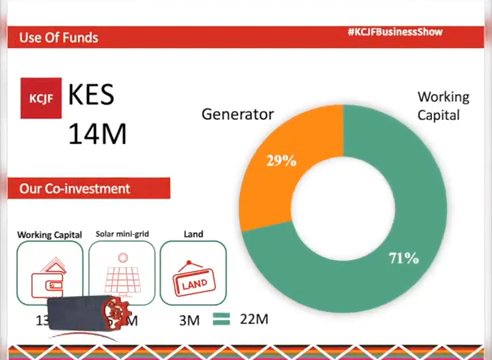 Use Of Funds
#KCJFBusinessShow
KCJF
KES
14M
Generator
Working
Capital
29%
71%
Our Co-investment
Working Capital
Solar mini-grid
Land
LAND
3M
22M